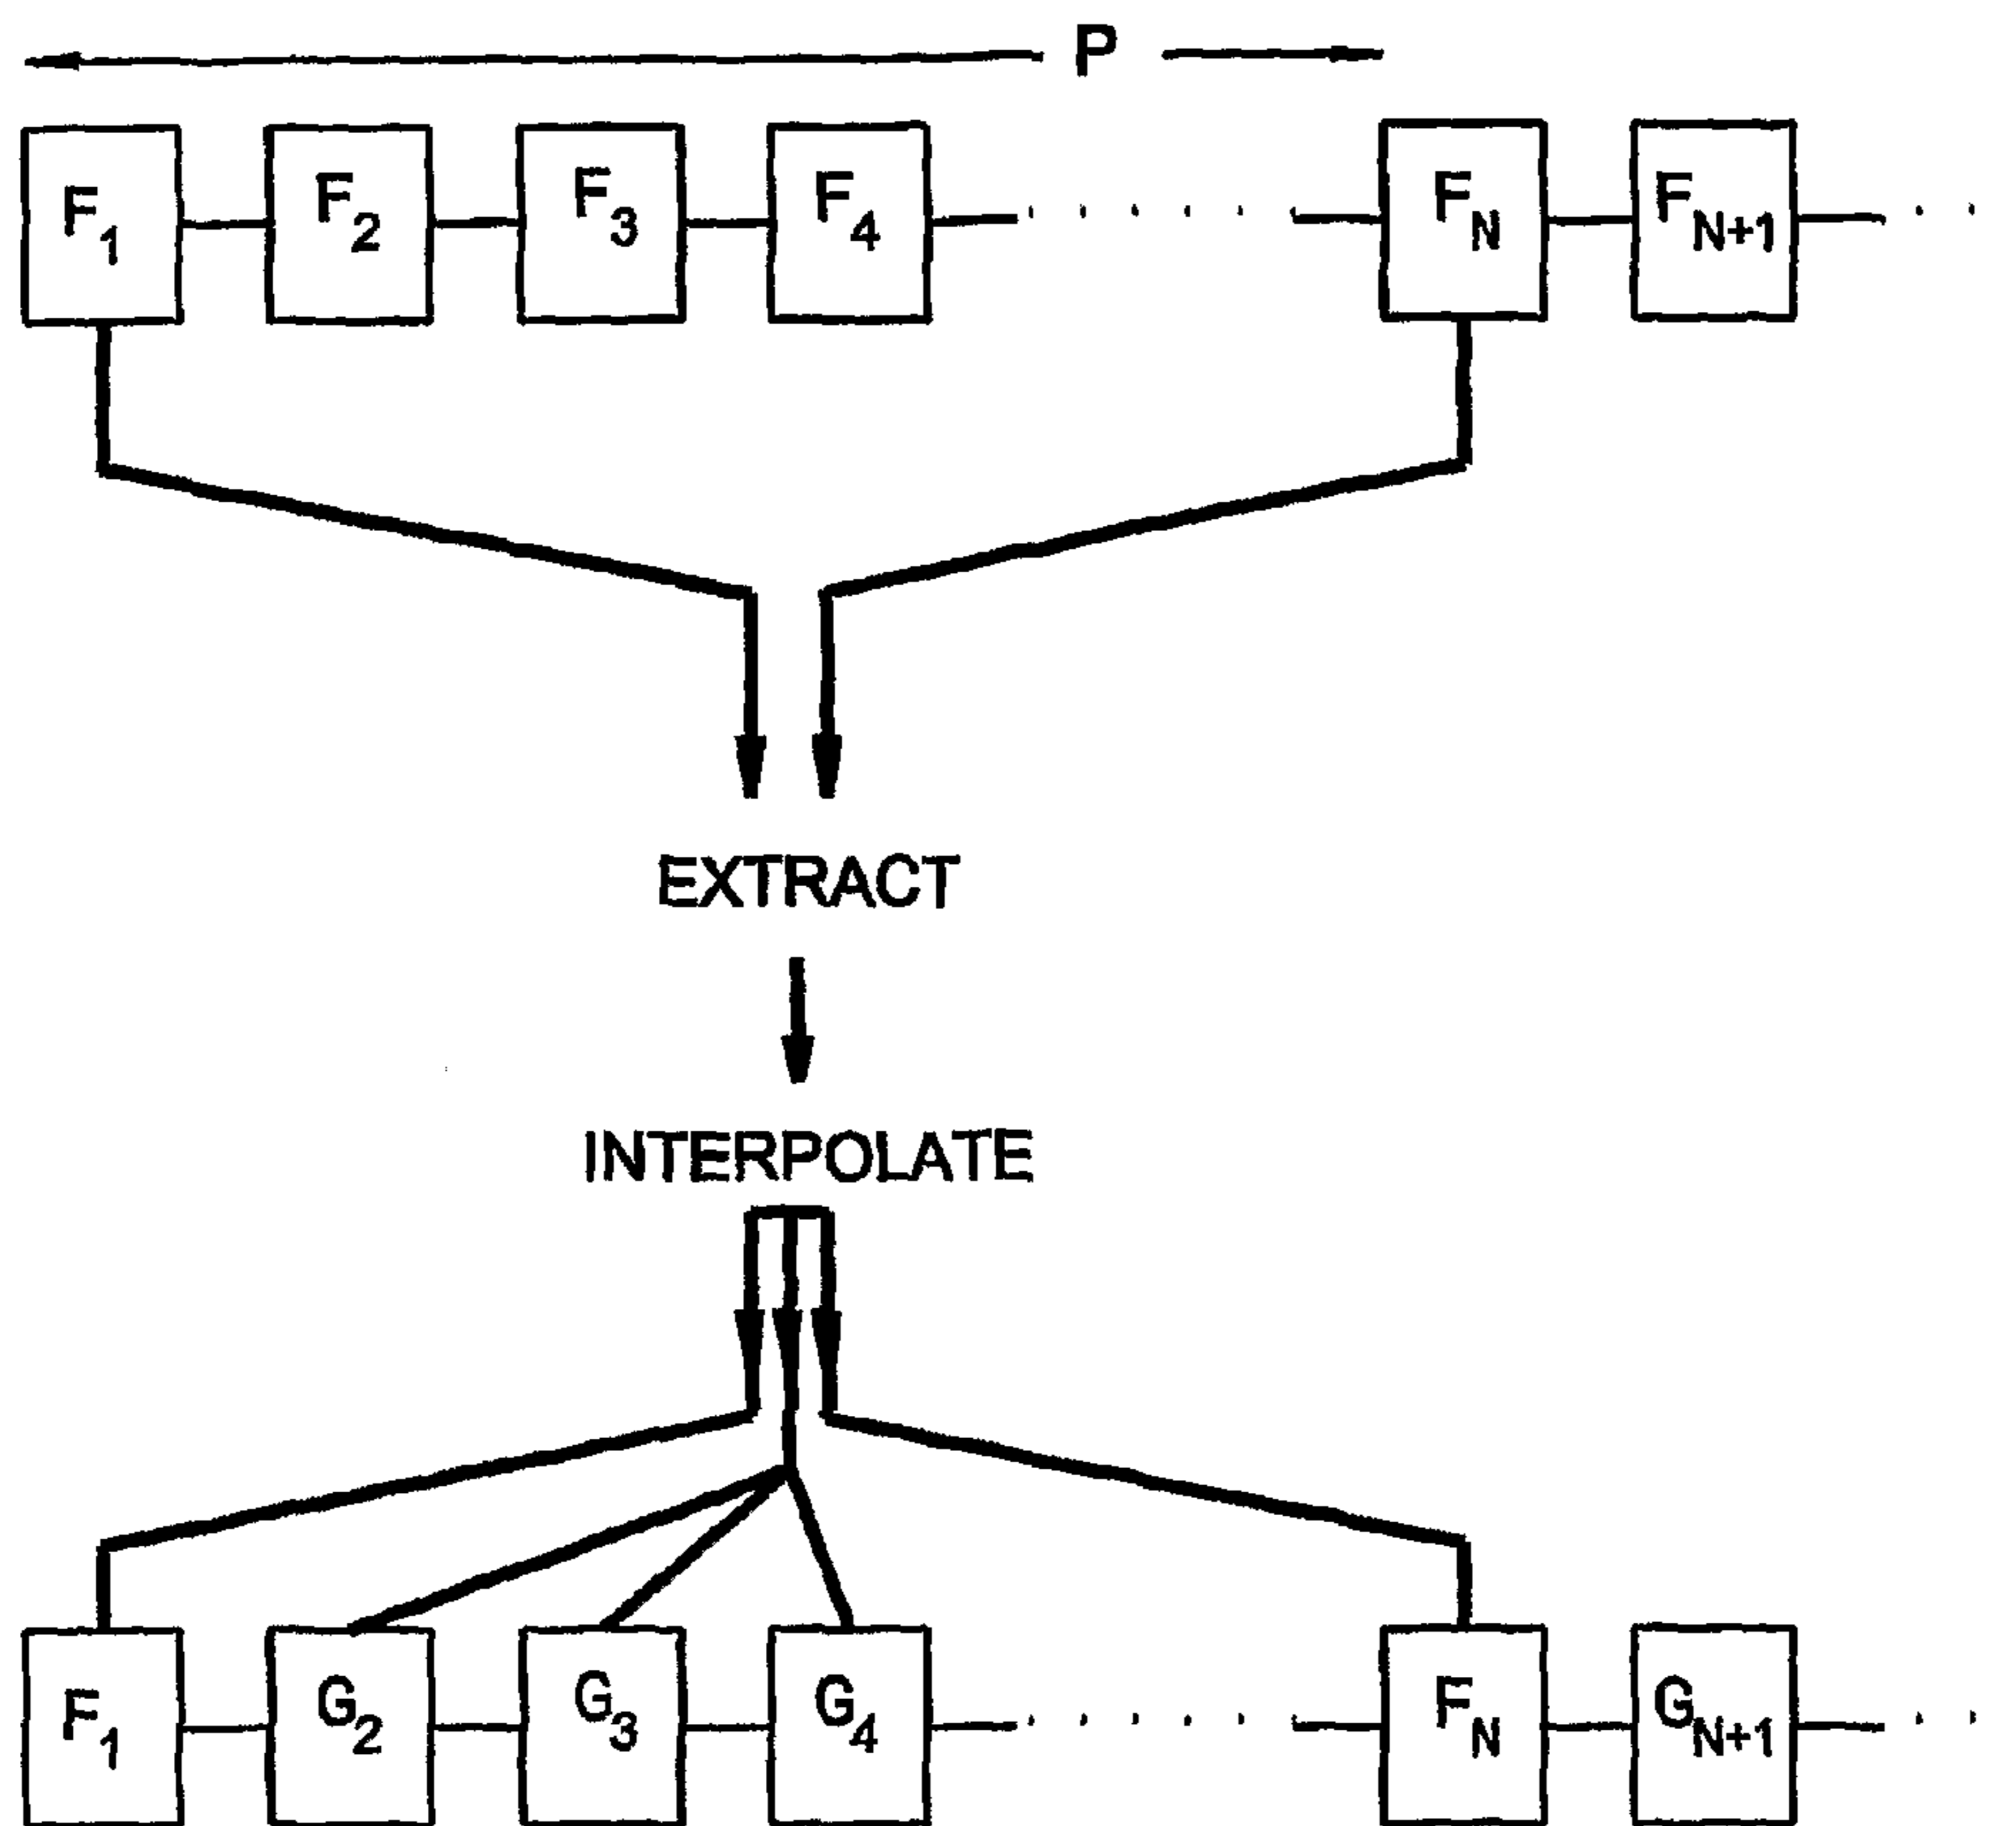 P
F1 F2 F3 F4 . . . . . FN FN+1 . .
EXTRACT
INTERPOLATE
F1 G2 G3 G4 . . . . . FN GN+1 . .